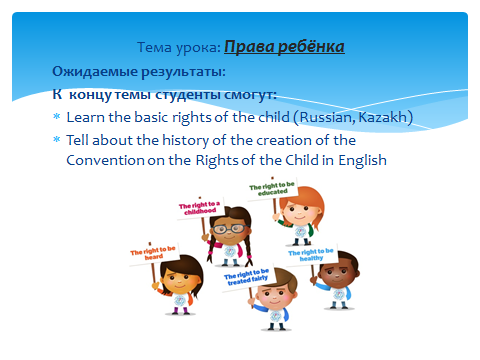 Тема урока: Права ребёнка
Ожидаемые результаты:
К концу темы студенты смогут:
Learn the basic rights of the child (Russian, Kazakh)
Tell about the history of the creation of the
Convention on the Rights of the Child in English
The right to be
educated
The right to a
childhood
The right to be
heard
The right to be
healthy
The right to be
treated fairly